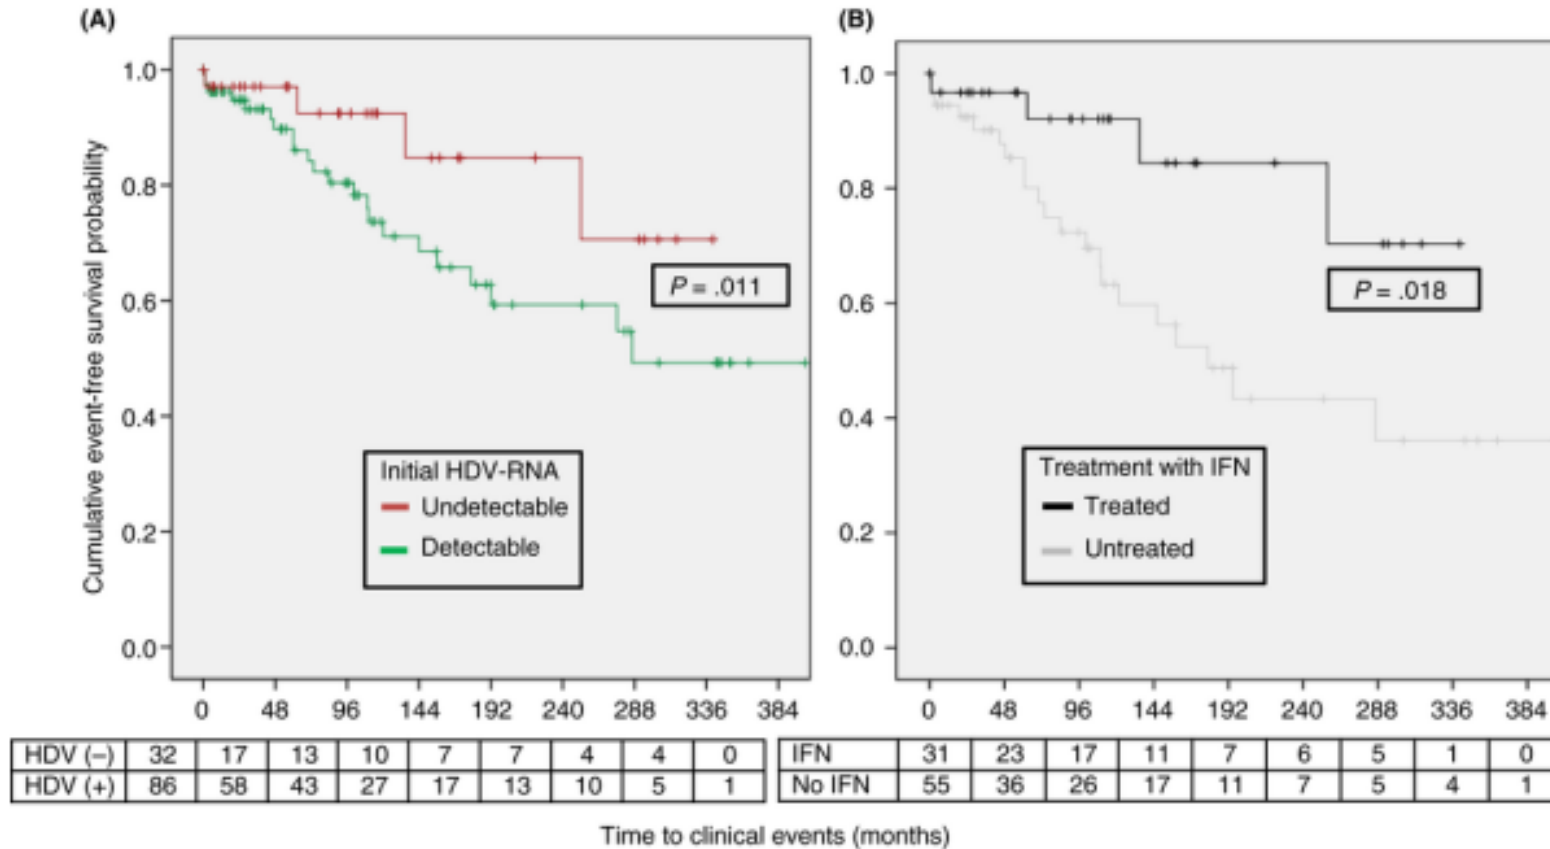 (A)
(B)
Cumulative event-free survival probability
1.0
0.8
0.6
0.4
0.2
0.0
P = .011
Initial HDV-RNA
Undetectable
Detectable
0 48 96 144 192 240 288 336 384
HDV (–) 32 17 13 10 7 7 4 4 0
HDV (+) 86 58 43 27 17 13 10 5 1
1.0
0.8
0.6
0.4
0.2
0.0
P = .018
Treatment with IFN
Treated
Untreated
0 48 96 144 192 240 288 336 384
IFN 31 23 17 11 7 6 5 1 0
No IFN 55 36 26 17 11 7 5 4 1
Time to clinical events (months)